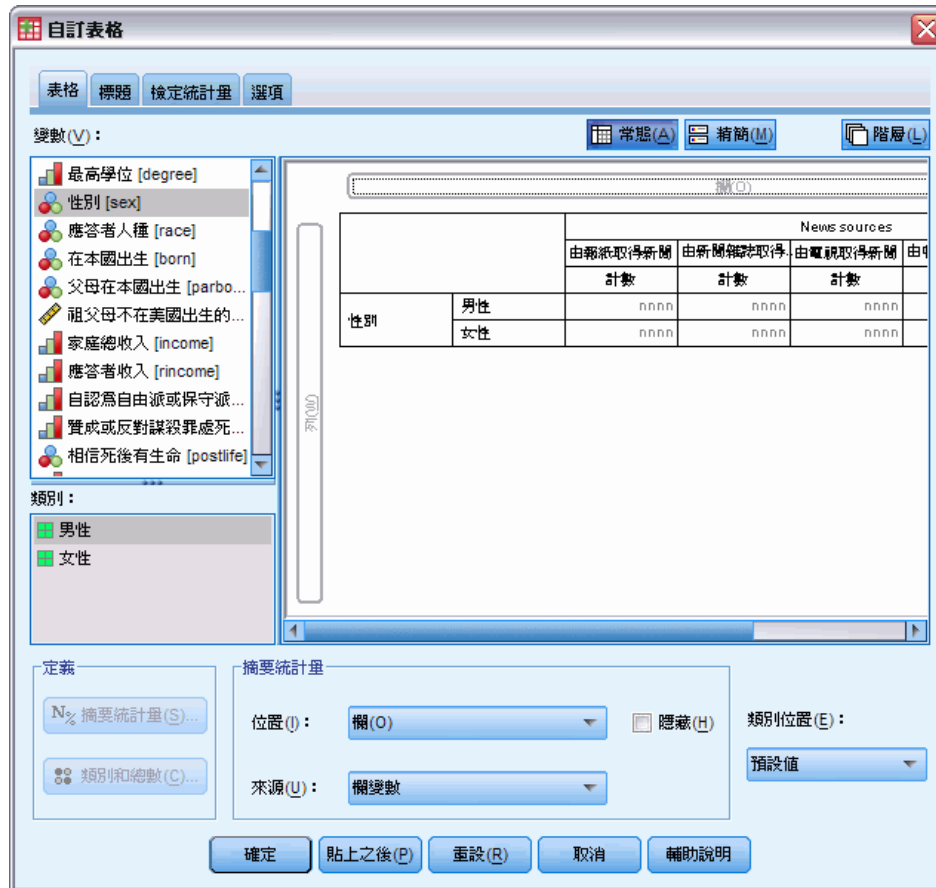 自訂表格
表格 標題 檢定統計量 選項
變數(V)：
常態(A) 精簡(M) 階層(L)
最高學位 [degree]
性別 [sex]
應答者人種 [race]
在本國出生 [born]
父母在本國出生 [parbo...
祖父母不在美國出生的...
家庭總收入 [income]
應答者收入 [rincome]
自認為自由派或保守派...
贊成或反對謀殺罪處死...
相信死後有生命 [postlife]
類別：
男性
女性
欄(O)
列(W)
News sources
由報紙取得新聞 由新聞雜誌取得. 由電視取得新聞
計數 計數 計數
性別 男性 nnnn nnnn nnnn
女性 nnnn nnnn nnnn
定義
N% 摘要統計量(S)...
類別和總數(C)...
摘要統計量
位置(I)： 欄(O) 隱藏(H)
來源(U)： 欄變數
類別位置(E)：
預設值
確定 貼上之後(P) 重設(R) 取消 輔助說明